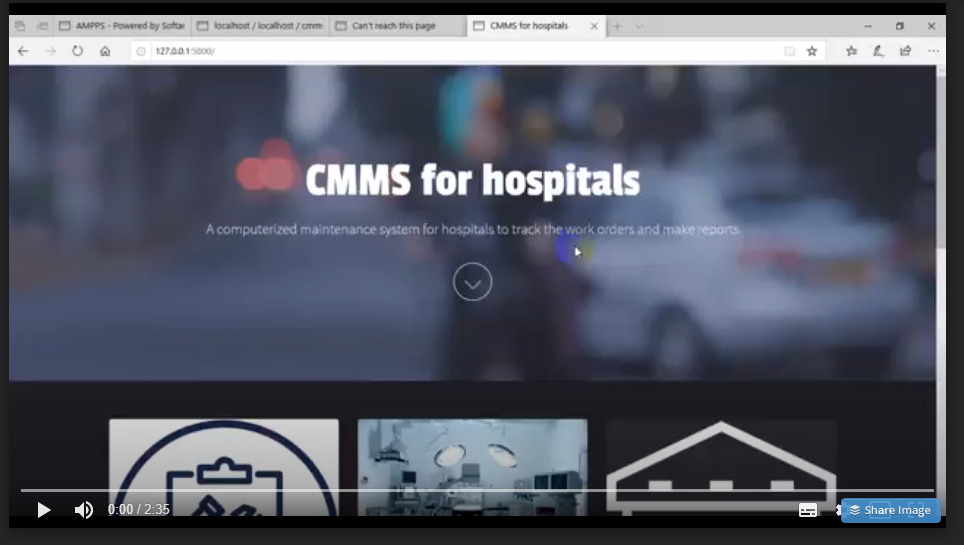 AMPPS - Powered by Softac
localhost / localhost / cmm
Can't reach this page
CMMS for hospitals
127.0.0.1:5000/
CMMS for hospitals
A computerized maintenance system for hospitals to track the work orders and make reports.
0:00 / 2:35
Share Image